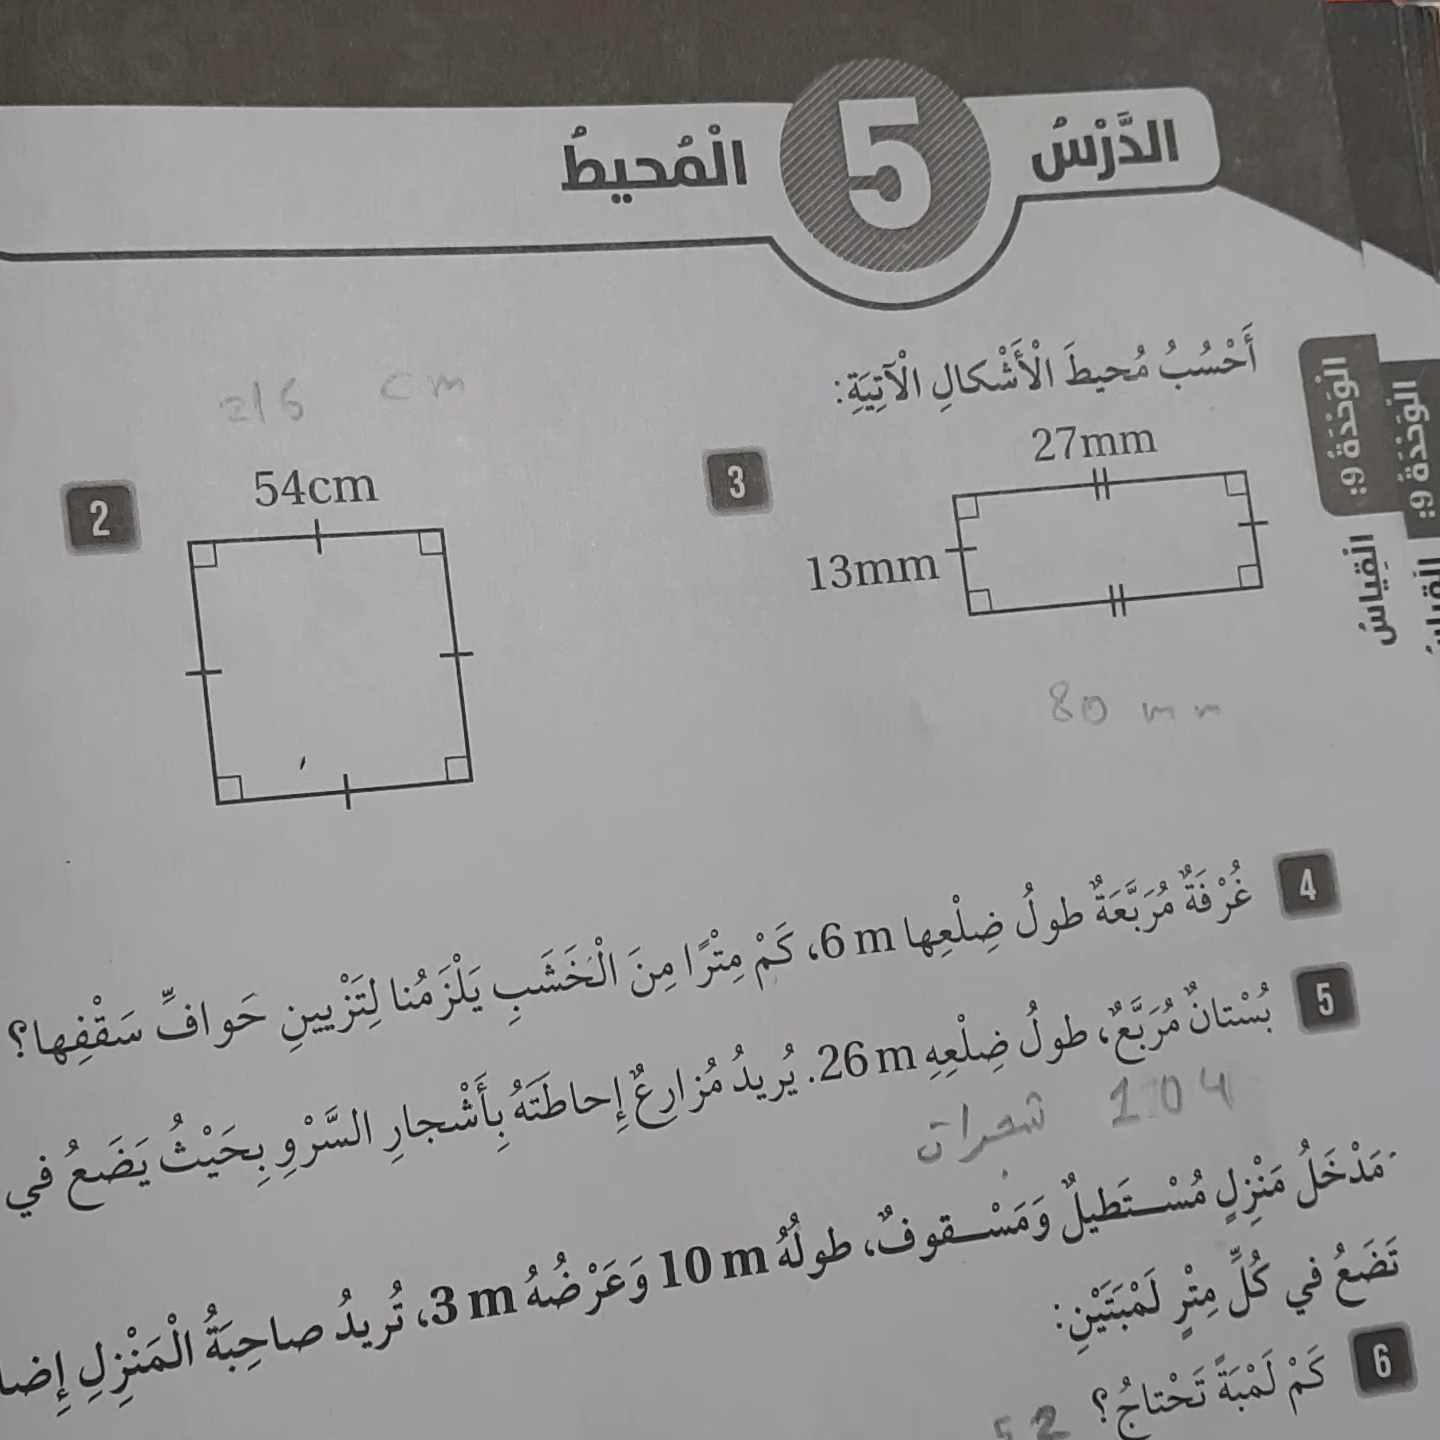 الدَّرْسُ 5 الْمُحيطُ
أَحْسُبُ مُحيطَ الْأَشْكالِ الْآتِيَةِ:
216 cm
2
54cm
3
27mm
13mm
80 mm
4 غُرْفَةٌ مُرَبَّعَةٌ طولُ ضِلْعِها 6 m، كَمْ مِتْرًا مِنَ الْخَشَبِ يَلْزَمُنا لِتَزْيينِ حَوافِّ سَقْفِها؟
5 بُسْتانٌ مُرَبَّعٌ، طولُ ضِلْعِهِ 26 m. يُريدُ مُزارِعٌ إِحاطَتَهُ بِأَشْجارِ السَّرْوِ بِحَيْثُ يَضَعُ في
104 شجرات
مَدْخَلُ مَنْزِلٍ مُسْتَطيلٌ وَمَسْقوفٌ، طولُهُ 10 m وَعَرْضُهُ 3 m، تُريدُ صاحِبَةُ الْمَنْزِلِ
تَضَعُ في كُلِّ مِتْرٍ لَمْبَتَيْنِ:
6 كَمْ لَمْبَةً تَحْتاجُ؟ 52
الْوَحْدَةُ و:
الْقِياسُ
الْوَحْدَةُ و: